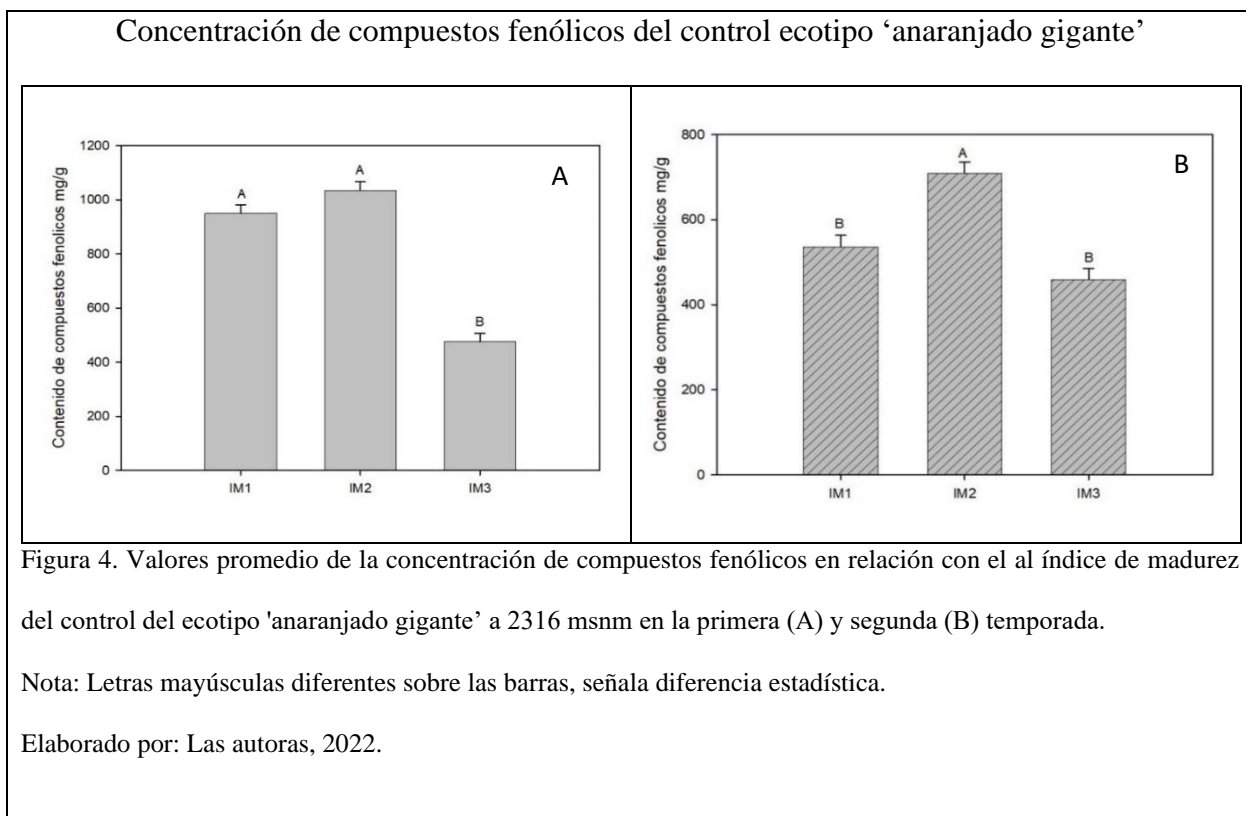 Concentración de compuestos fenólicos del control ecotipo ‘anaranjado gigante’
A
Contenido de compuestos fenolicos mg/g
1200
1000
800
600
400
200
0
A
A
B
IM1
IM2
IM3
B
Contenido de compuestos fenolicos mg/g
800
600
400
200
0
B
A
B
IM1
IM2
IM3
Figura 4. Valores promedio de la concentración de compuestos fenólicos en relación con el al índice de madurez
del control del ecotipo 'anaranjado gigante’ a 2316 msnm en la primera (A) y segunda (B) temporada.
Nota: Letras mayúsculas diferentes sobre las barras, señala diferencia estadística.
Elaborado por: Las autoras, 2022.